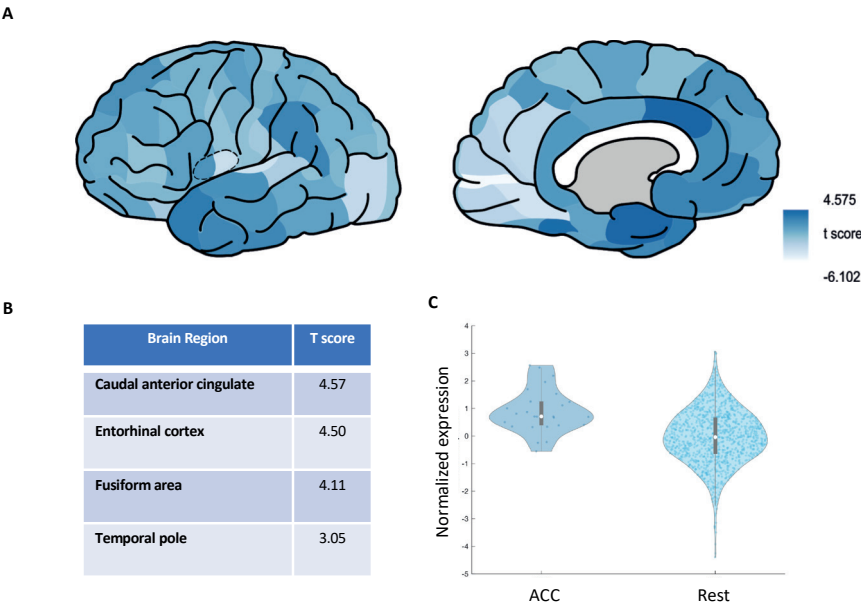 A
4.575
t score
-6.102
B
Brain Region T score
Caudal anterior cingulate 4.57
Entorhinal cortex 4.50
Fusiform area 4.11
Temporal pole 3.05
C
Normalized expression
4
3
2
1
0
-1
-2
-3
-4
-5
ACC Rest